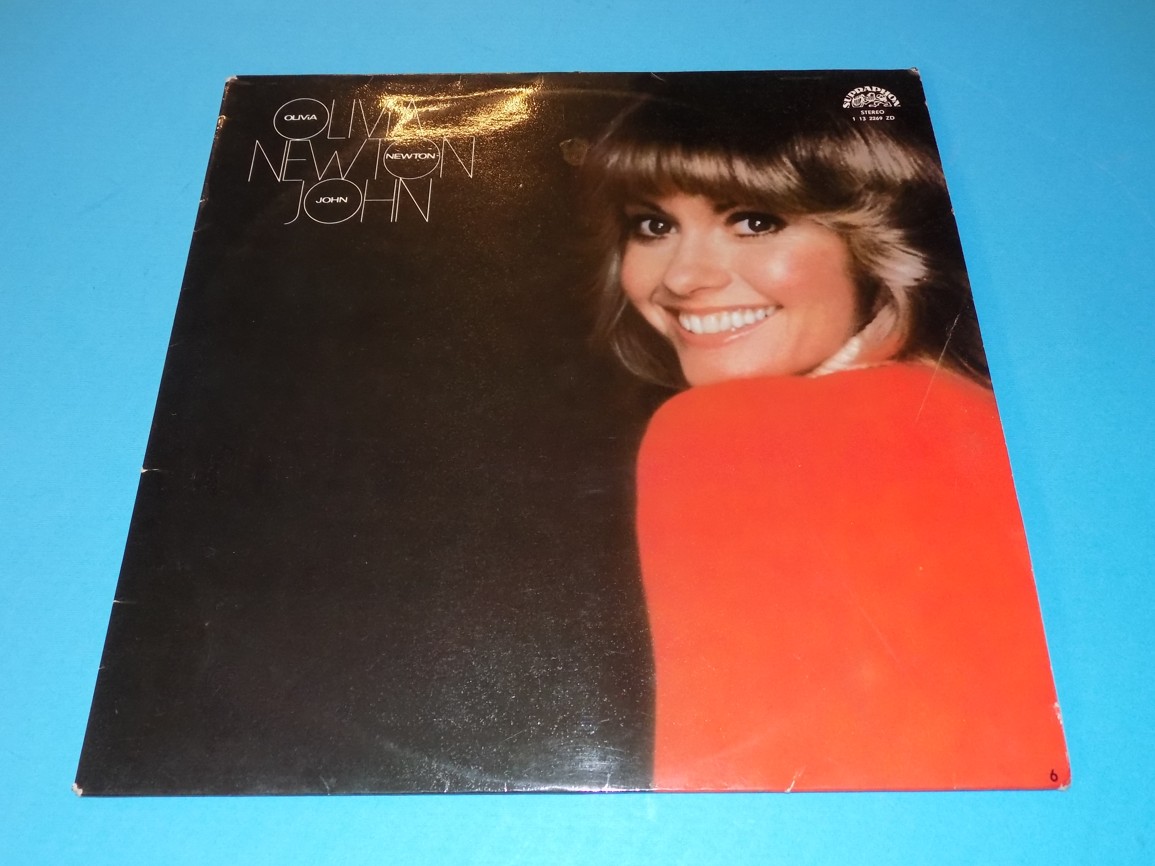 OLIVIA
OLIVIA
NEWTON
NEWTON-
JOHN
JOHN
SUPRAPHON
STEREO
1 13 2269 ZD
6